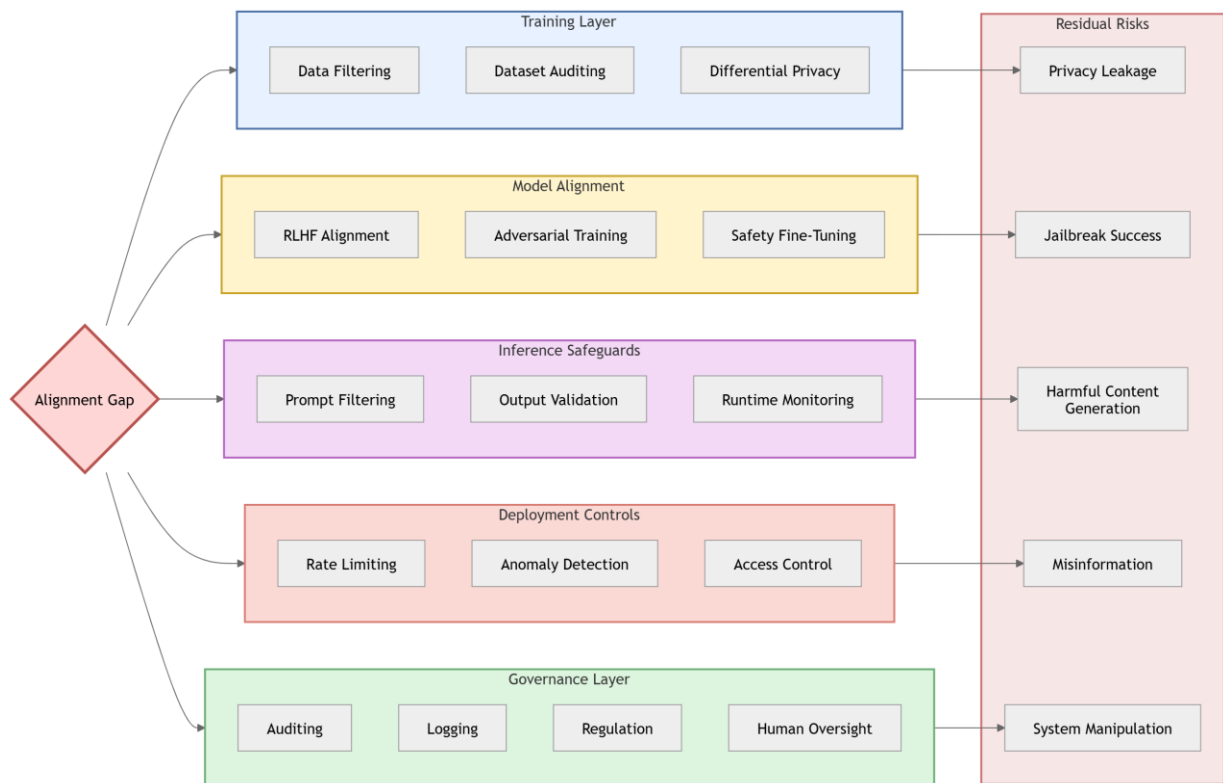 Training Layer
Residual Risks
Data Filtering
Dataset Auditing
Differential Privacy
Privacy Leakage
Model Alignment
RLHF Alignment
Adversarial Training
Safety Fine-Tuning
Jailbreak Success
Inference Safeguards
Alignment Gap
Prompt Filtering
Output Validation
Runtime Monitoring
Harmful Content
Generation
Deployment Controls
Rate Limiting
Anomaly Detection
Access Control
Misinformation
Governance Layer
Auditing
Logging
Regulation
Human Oversight
System Manipulation